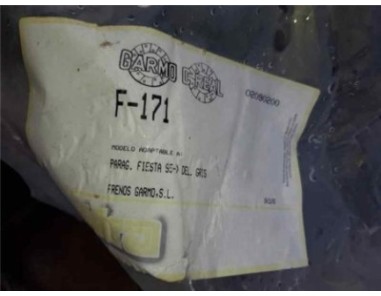 GARMO
F-171
MODELO ADAPTABLE A:
PARAG. FIESTA 95-> DEL GRIS
FRENOS GARMO,S.L.